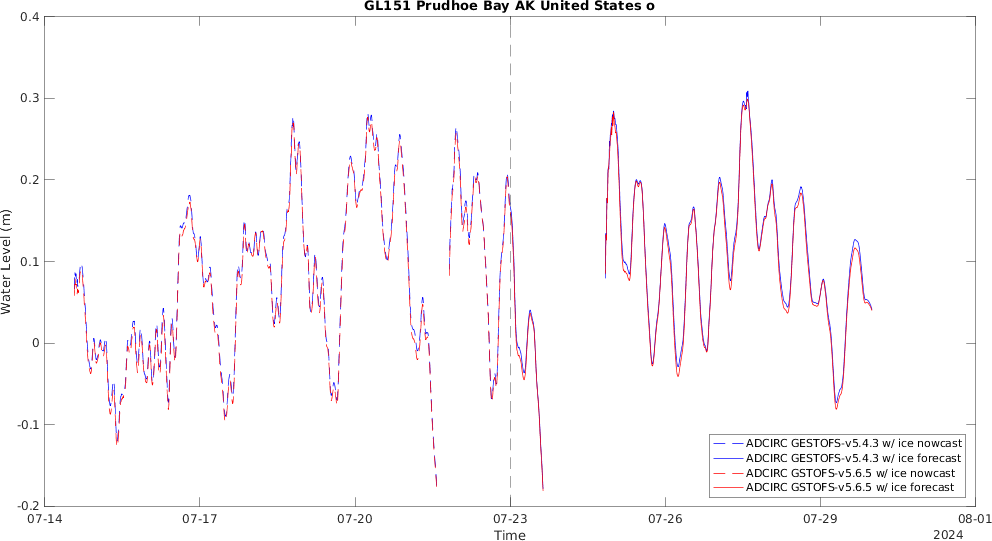 GL151 Prudhoe Bay AK United States o
0.4
0.3
0.2
0.1
0
-0.1
-0.2
Water Level (m)
07-14
07-17
07-20
07-23
07-26
07-29
08-01
Time
2024
ADCIRC GESTOFS-v5.4.3 w/ ice nowcast
ADCIRC GESTOFS-v5.4.3 w/ ice forecast
ADCIRC GSTOFS-v5.6.5 w/ ice nowcast
ADCIRC GSTOFS-v5.6.5 w/ ice forecast